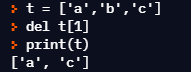 > t = ['a','b','c']
> del t[1]
> print(t)
['a', 'c']